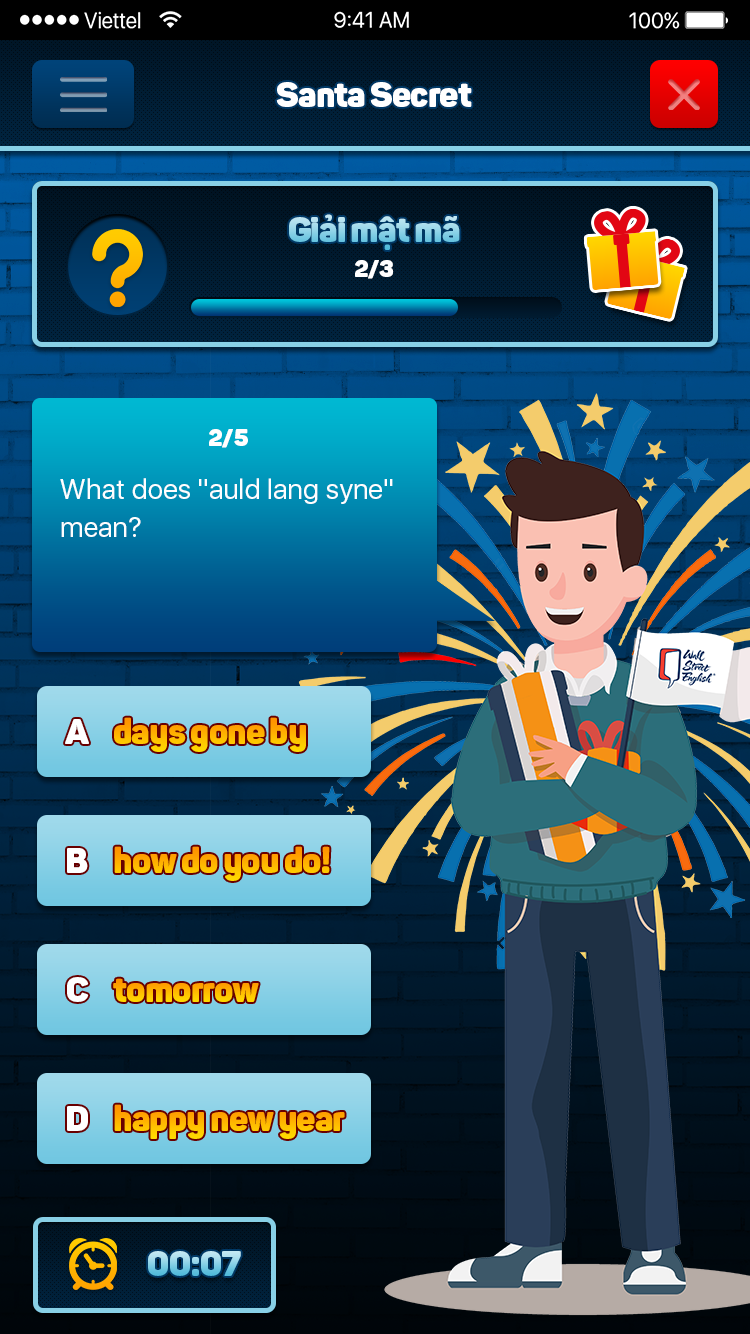 Viettel 9:41 AM 100%
Santa Secret
Giải mật mã
2/3
2/5
What does "auld lang syne"
mean?
Wall
Street
English
A days gone by
B how do you do!
C tomorrow
D happy new year
00:07